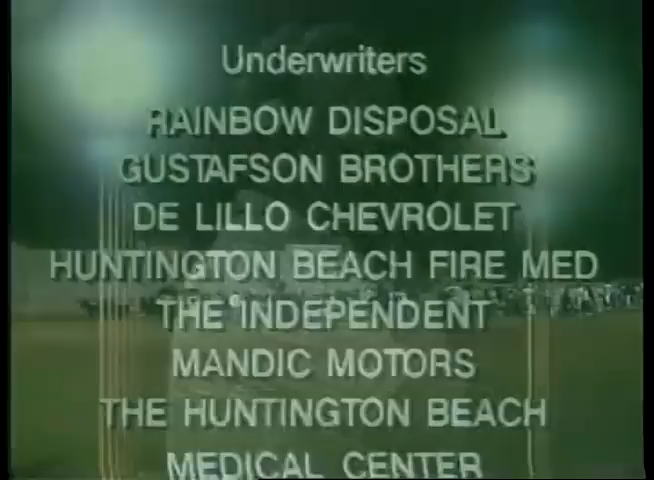 Underwriters
RAINBOW DISPOSAL
GUSTAFSON BROTHERS
DE LILLO CHEVROLET
HUNTINGTON BEACH FIRE MED
THE INDEPENDENT
MANDIC MOTORS
THE HUNTINGTON BEACH
MEDICAL CENTER